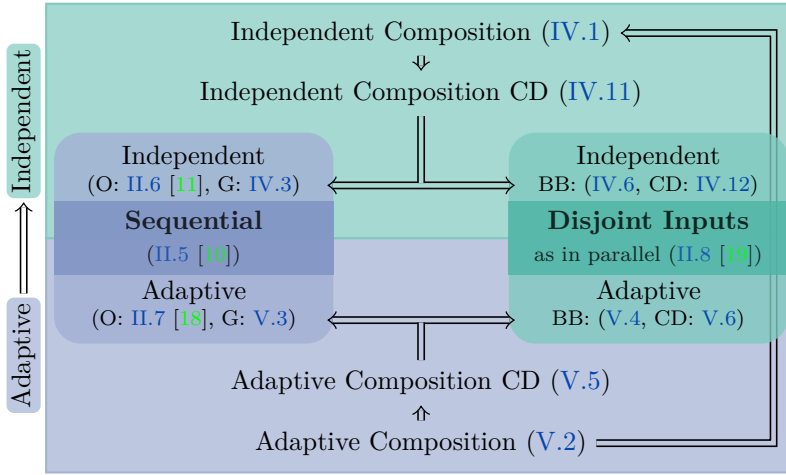 Independent Composition (IV.1)
Independent Composition CD (IV.11)
Independent
Independent
(O: II.6 [11], G: IV.3)
Sequential
(II.5 [10])
Adaptive
(O: II.7 [18], G: V.3)
Independent
BB: (IV.6, CD: IV.12)
Disjoint Inputs
as in parallel (II.8 [19])
Adaptive
BB: (V.4, CD: V.6)
Adaptive
Adaptive Composition CD (V.5)
Adaptive Composition (V.2)